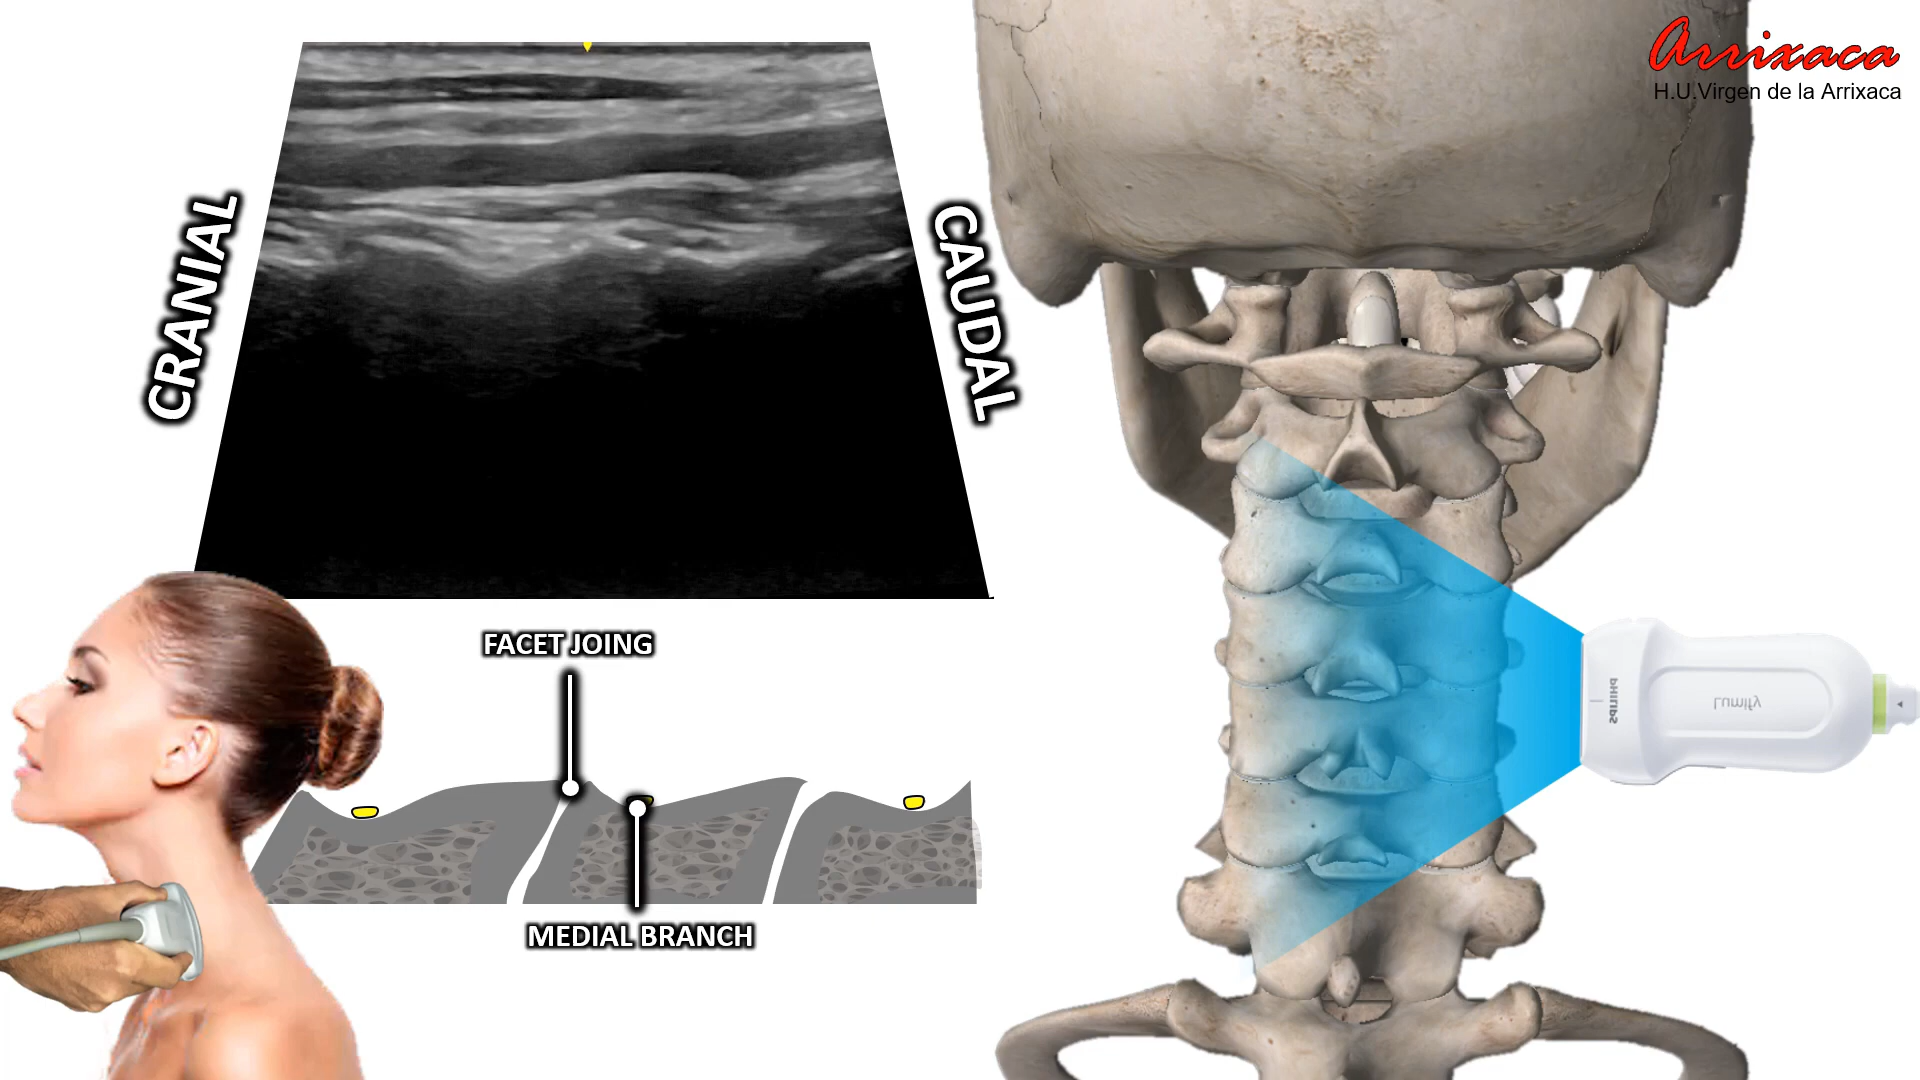 Arrixaca
H.U.Virgen de la Arrixaca
CRANIAL
CAUDAL
FACET JOING
MEDIAL BRANCH
PHILIPS
Lumify